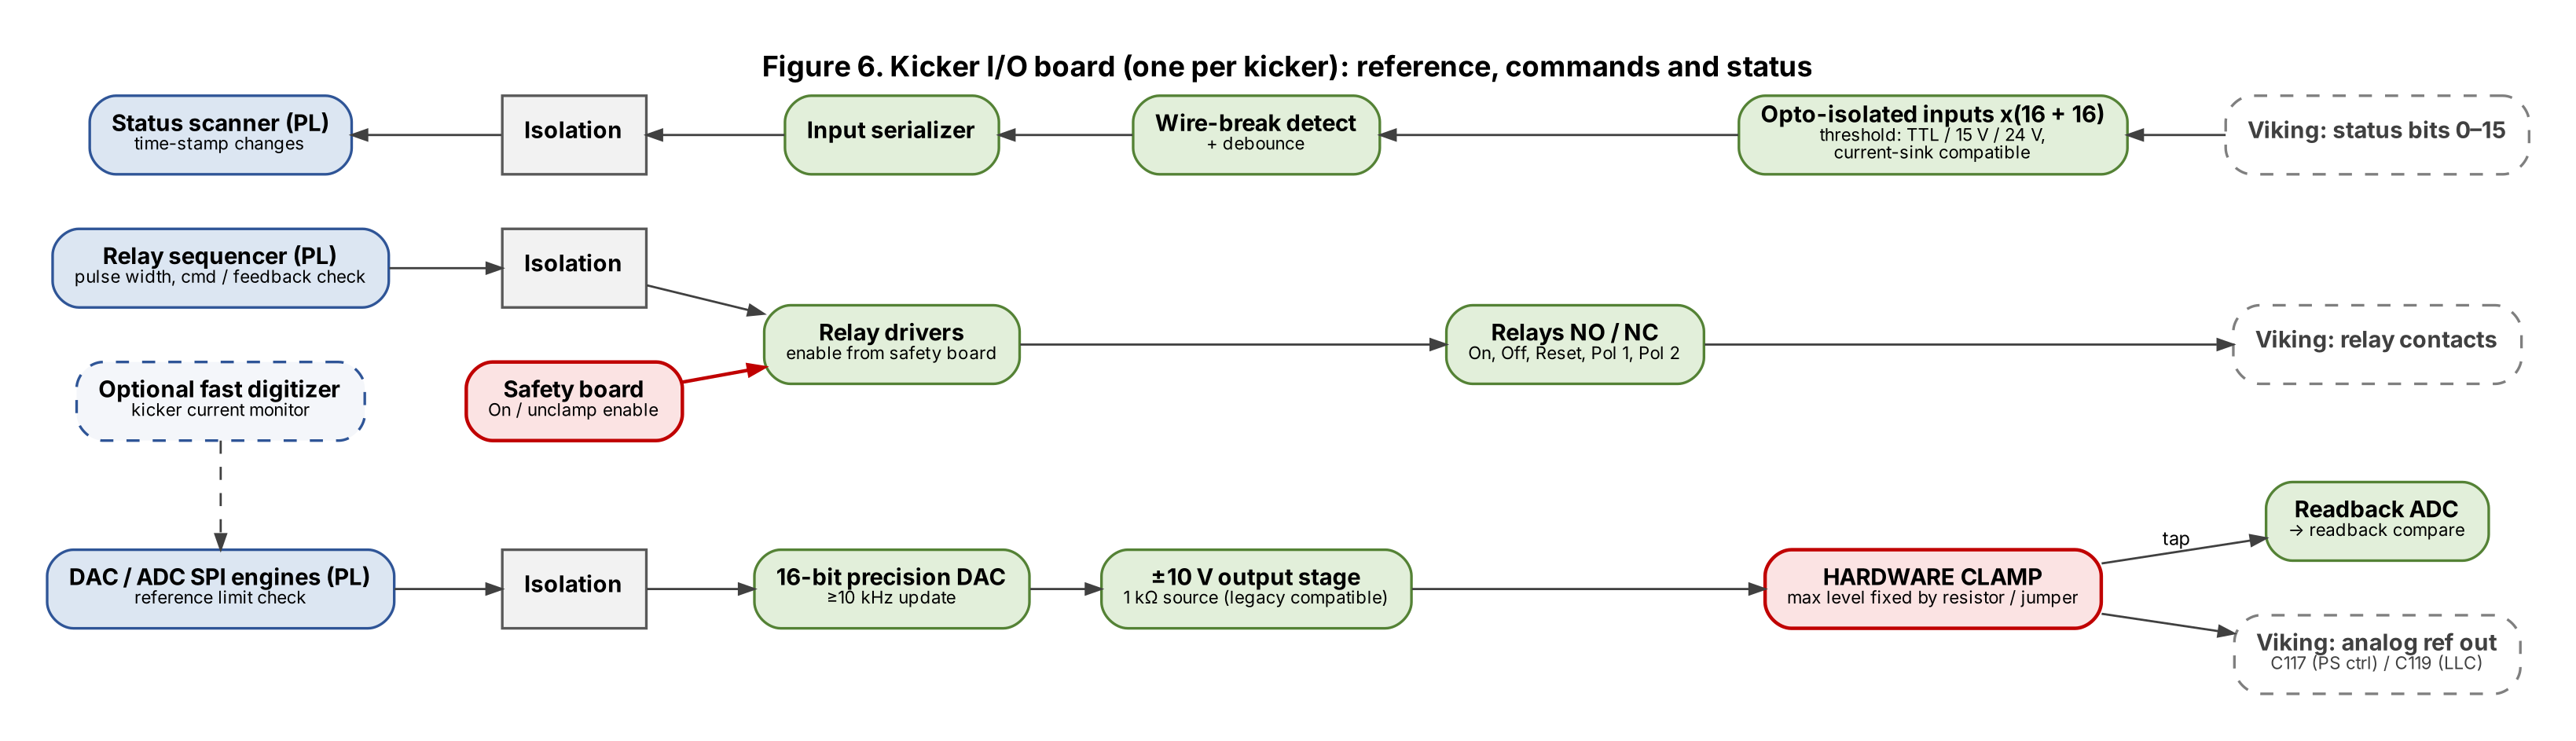 Figure 6. Kicker I/O board (one per kicker): reference, commands and status
Status scanner (PL)
time-stamp changes
Isolation
Input serializer
Wire-break detect
+ debounce
Opto-isolated inputs x(16 + 16)
threshold: TTL / 15 V / 24 V,
current-sink compatible
Viking: status bits 0–15
Relay sequencer (PL)
pulse width, cmd / feedback check
Isolation
Relay drivers
enable from safety board
Relays NO / NC
On, Off, Reset, Pol 1, Pol 2
Viking: relay contacts
Optional fast digitizer
kicker current monitor
Safety board
On / unclamp enable
DAC / ADC SPI engines (PL)
reference limit check
Isolation
16-bit precision DAC
≥10 kHz update
±10 V output stage
1 kΩ source (legacy compatible)
HARDWARE CLAMP
max level fixed by resistor / jumper
tap
Readback ADC
→ readback compare
Viking: analog ref out
C117 (PS ctrl) / C119 (LLC)